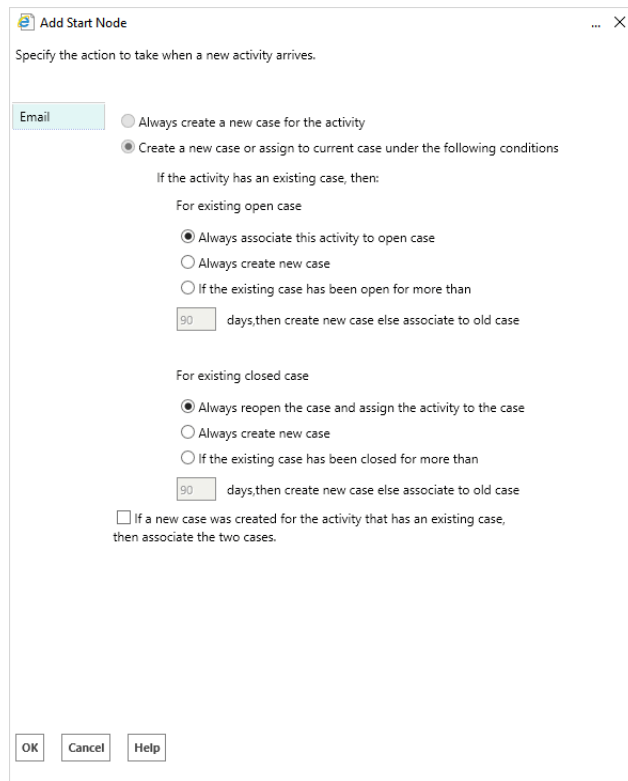 Add Start Node
...
Specify the action to take when a new activity arrives.
Email
Always create a new case for the activity
Create a new case or assign to current case under the following conditions
If the activity has an existing case, then:
For existing open case
Always associate this activity to open case
Always create new case
If the existing case has been open for more than
90 days,then create new case else associate to old case
For existing closed case
Always reopen the case and assign the activity to the case
Always create new case
If the existing case has been closed for more than
90 days,then create new case else associate to old case
If a new case was created for the activity that has an existing case,
then associate the two cases.
OK Cancel Help